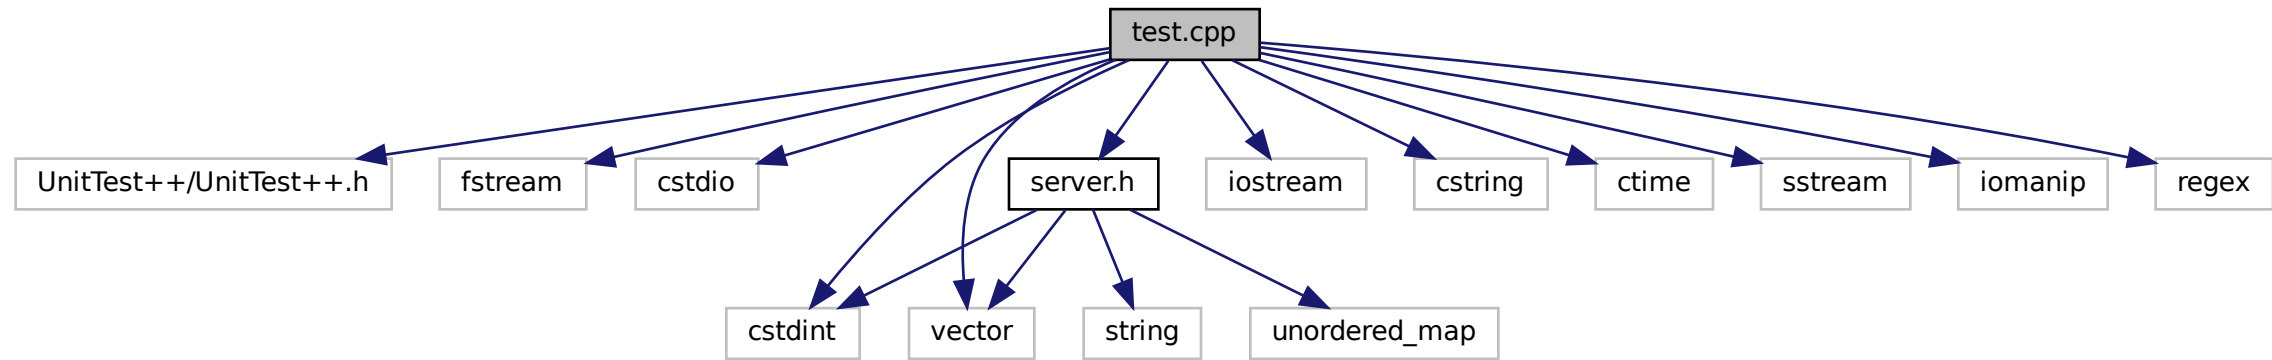 test.cpp
UnitTest++/UnitTest++.h
fstream
cstdio
server.h
iostream
cstring
ctime
sstream
iomanip
regex
cstdint
vector
string
unordered_map